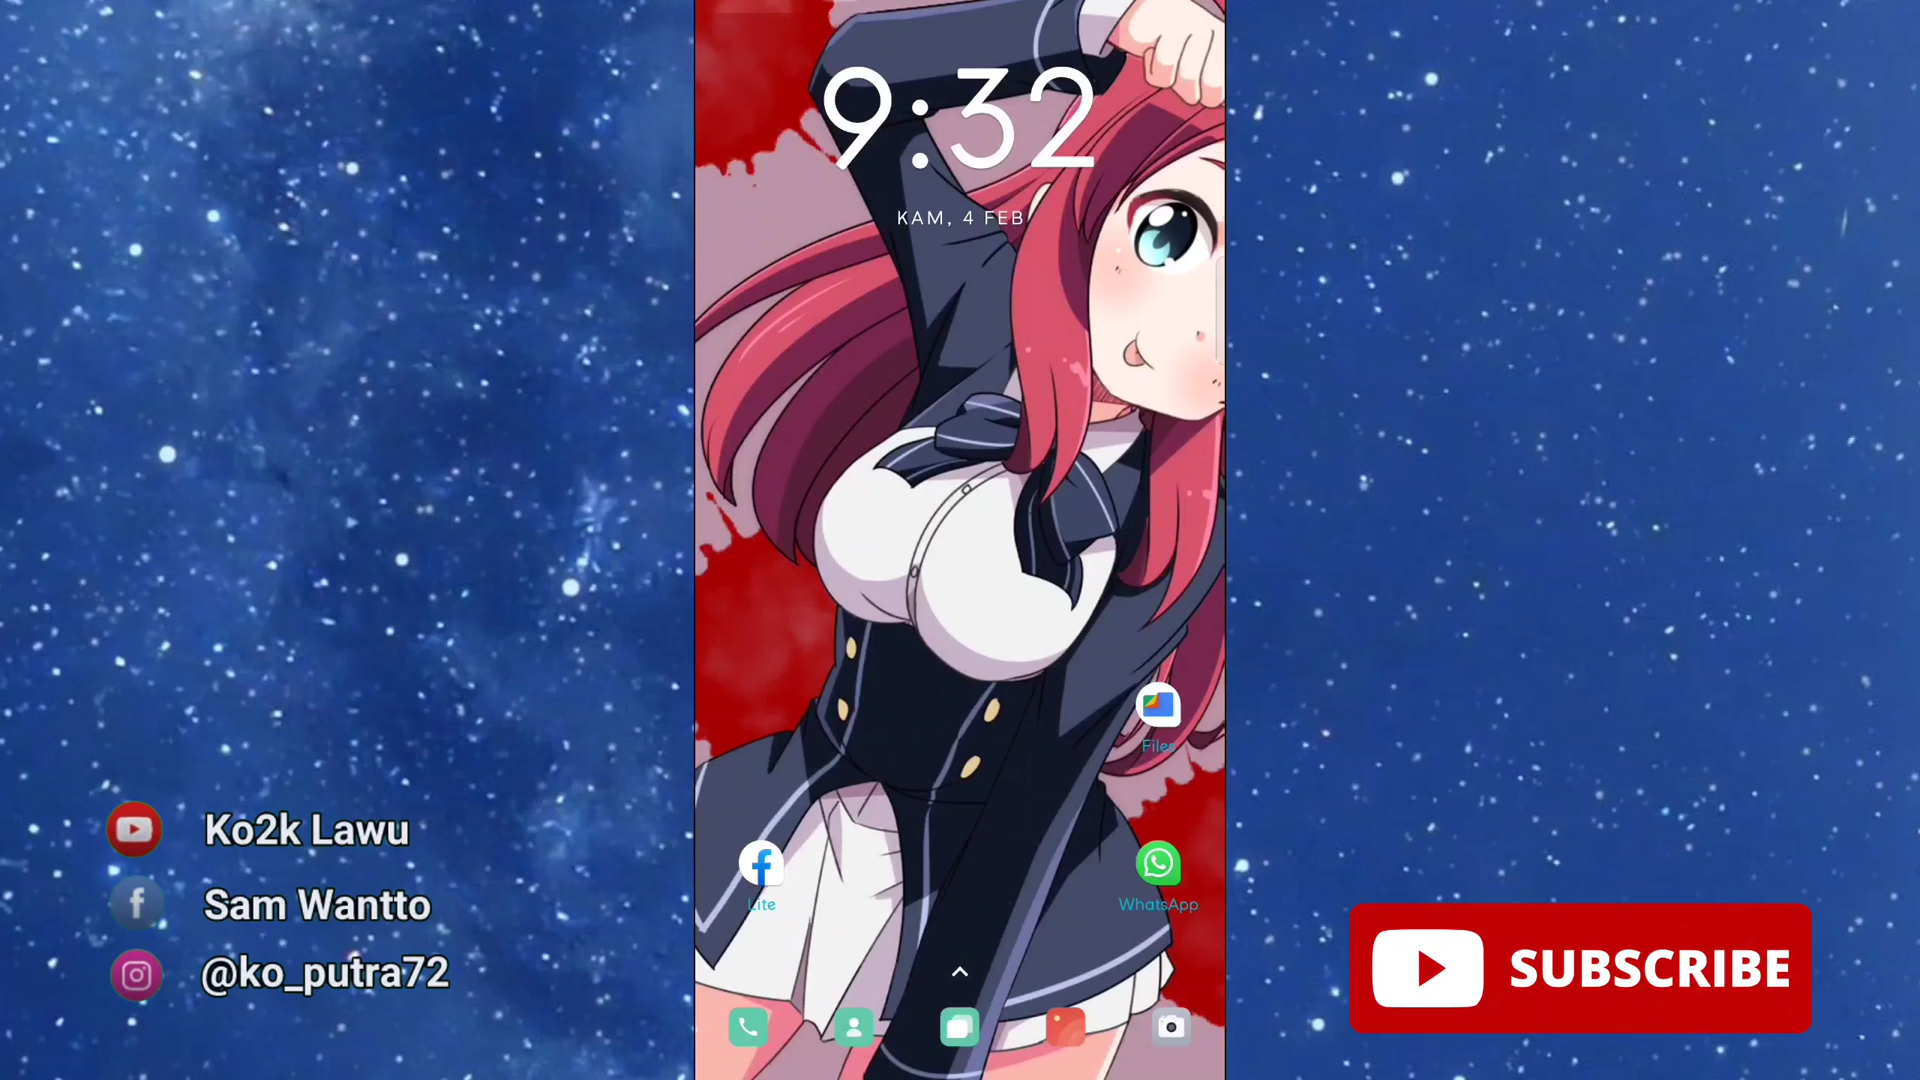 9:32
KAM, 4 FEB
Files
Lite
WhatsApp
Ko2k Lawu
Sam Wantto
@ko_putra72
SUBSCRIBE